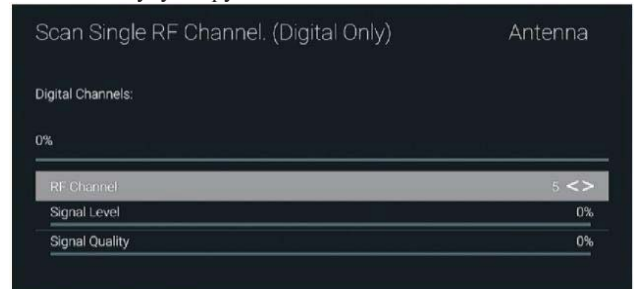 Scan Single RF Channel. (Digital Only) Antenna
Digital Channels:
0%
RF Channel 5 <>
Signal Level 0%
Signal Quality 0%